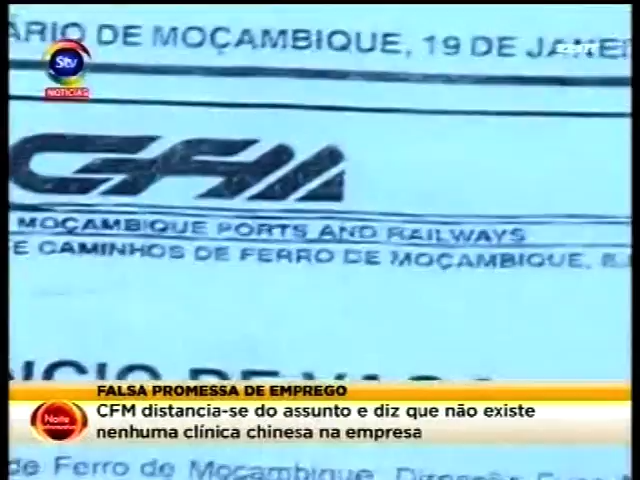 ÁRIO DE MOÇAMBIQUE, 19 DE
Stv
NOTÍCIAS
CFM
MOÇAMBIQUE PORTS AND RAILWAYS
E CAMINHOS DE FERRO DE MOÇAMBIQUE,
FALSA PROMESSA DE EMPREGO
CFM distancia-se do assunto e diz que não existe
nenhuma clínica chinesa na empresa
Noite
de Ferro de Moçambique,